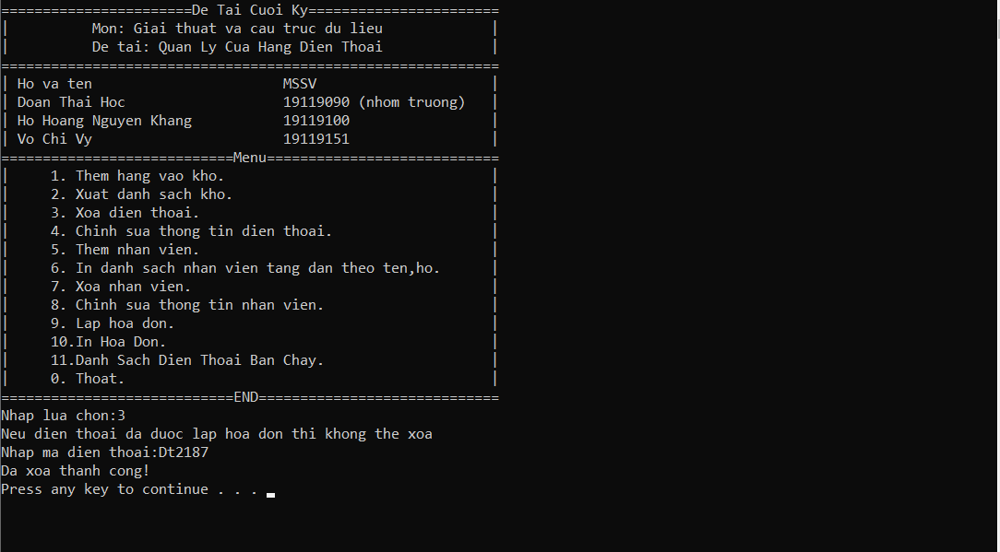 =======================De Tai Cuoi Ky=======================
|          Mon: Giai thuat va cau truc du lieu             |
|          De tai: Quan Ly Cua Hang Dien Thoai             |
============================================================
| Ho va ten                       MSSV                     |
| Doan Thai Hoc                   19119090 (nhom truong)   |
| Ho Hoang Nguyen Khang           19119100                 |
| Vo Chi Vy                       19119151                 |
============================Menu============================
|     1. Them hang vao kho.                                |
|     2. Xuat danh sach kho.                               |
|     3. Xoa dien thoai.                                   |
|     4. Chinh sua thong tin dien thoai.                   |
|     5. Them nhan vien.                                   |
|     6. In danh sach nhan vien tang dan theo ten,ho.      |
|     7. Xoa nhan vien.                                    |
|     8. Chinh sua thong tin nhan vien.                    |
|     9. Lap hoa don.                                      |
|     10.In Hoa Don.                                       |
|     11.Danh Sach Dien Thoai Ban Chay.                    |
|     0. Thoat.                                            |
============================END=============================
Nhap lua chon:3
Neu dien thoai da duoc lap hoa don thi khong the xoa
Nhap ma dien thoai:Dt2187
Da xoa thanh cong!
Press any key to continue . . .